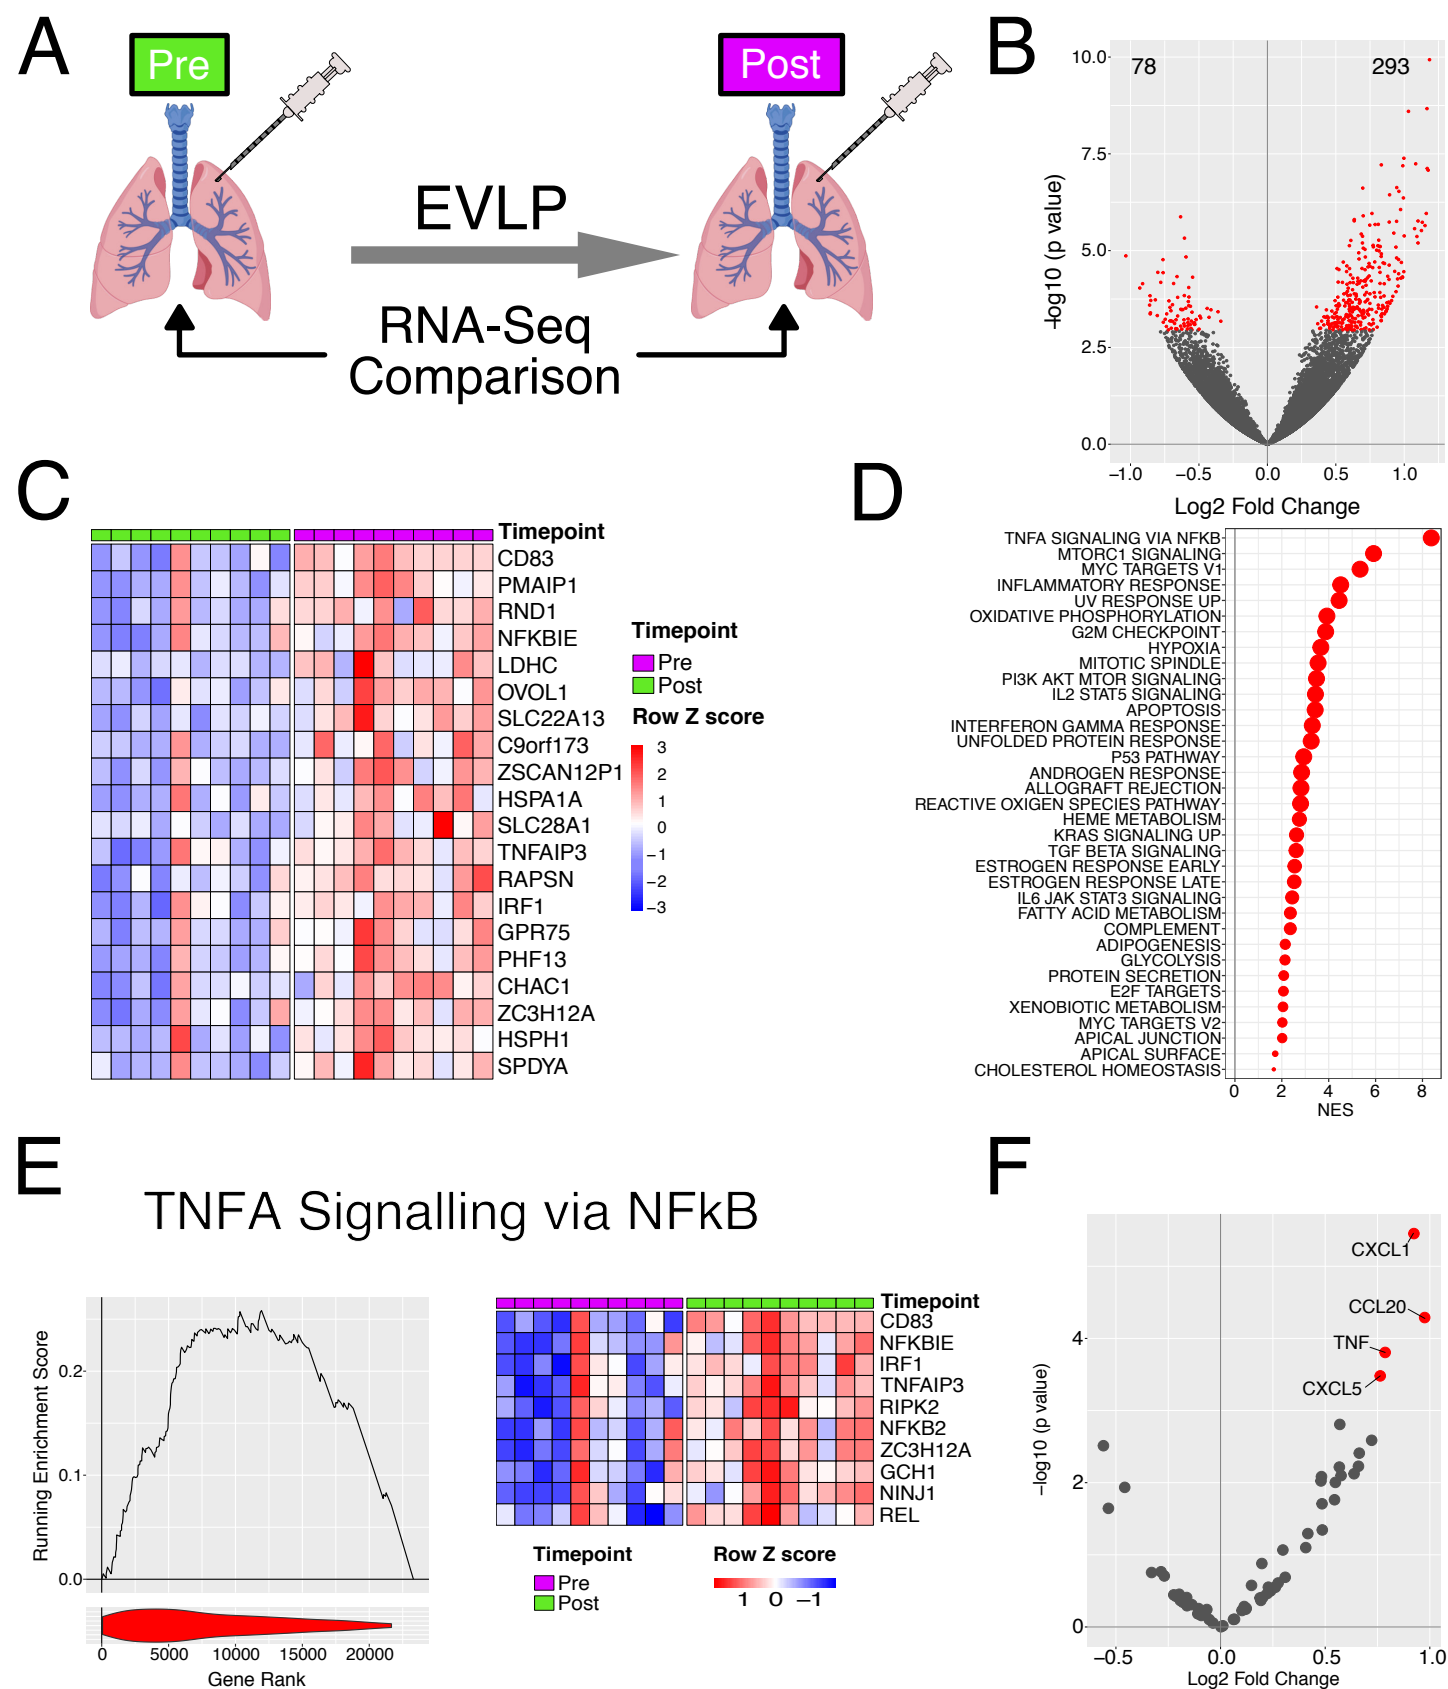 A
Pre
Post
EVLP
RNA-Seq
Comparison
B
78
293
10.0
7.5
5.0
2.5
0.0
-log10 (p value)
−1.0
−0.5
0.0
0.5
1.0
Log2 Fold Change
C
Timepoint
CD83
PMAIP1
RND1
NFKBIE
LDHC
OVOL1
SLC22A13
C9orf173
ZSCAN12P1
HSPA1A
SLC28A1
TNFAIP3
RAPSN
IRF1
GPR75
PHF13
CHAC1
ZC3H12A
HSPH1
SPDYA
Timepoint
Pre
Post
Row Z score
3
2
1
0
−1
−2
−3
D
TNFA SIGNALING VIA NFKB
MTORC1 SIGNALING
MYC TARGETS V1
INFLAMMATORY RESPONSE
UV RESPONSE UP
OXIDATIVE PHOSPHORYLATION
G2M CHECKPOINT
HYPOXIA
MITOTIC SPINDLE
PI3K AKT MTOR SIGNALING
IL2 STAT5 SIGNALING
APOPTOSIS
INTERFERON GAMMA RESPONSE
UNFOLDED PROTEIN RESPONSE
P53 PATHWAY
ANDROGEN RESPONSE
ALLOGRAFT REJECTION
REACTIVE OXIGEN SPECIES PATHWAY
HEME METABOLISM
KRAS SIGNALING UP
TGF BETA SIGNALING
ESTROGEN RESPONSE EARLY
ESTROGEN RESPONSE LATE
IL6 JAK STAT3 SIGNALING
FATTY ACID METABOLISM
COMPLEMENT
ADIPOGENESIS
GLYCOLYSIS
PROTEIN SECRETION
E2F TARGETS
XENOBIOTIC METABOLISM
MYC TARGETS V2
APICAL JUNCTION
APICAL SURFACE
CHOLESTEROL HOMEOSTASIS
0
2
4
6
8
NES
E
TNFA Signalling via NFkB
Running Enrichment Score
0.2
0.1
0.0
0
5000
10000
15000
20000
Gene Rank
Timepoint
CD83
NFKBIE
IRF1
TNFAIP3
RIPK2
NFKB2
ZC3H12A
GCH1
NINJ1
REL
Timepoint
Pre
Post
Row Z score
1 0 −1
F
CXCL1
CCL20
TNF
CXCL5
−log10 (p value)
4
2
0
−0.5
0.0
0.5
1.0
Log2 Fold Change